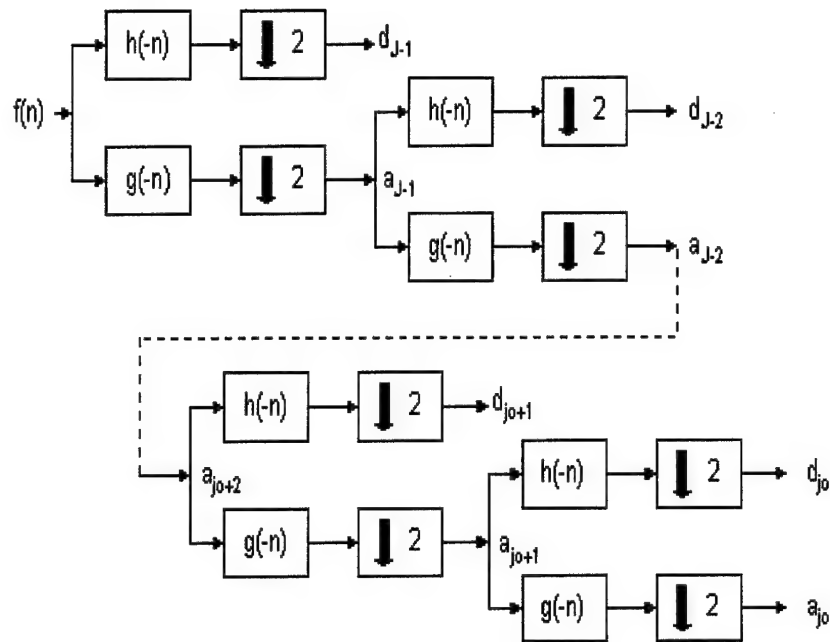 h(-n) 2 d_{J-1}
f(n)
h(-n) 2 d_{J-2}
g(-n) 2 a_{J-1}
g(-n) 2 a_{J-2}
h(-n) 2 d_{jo+1}
a_{jo+2}
h(-n) 2 d_{jo}
g(-n) 2 a_{jo+1}
g(-n) 2 a_{jo}